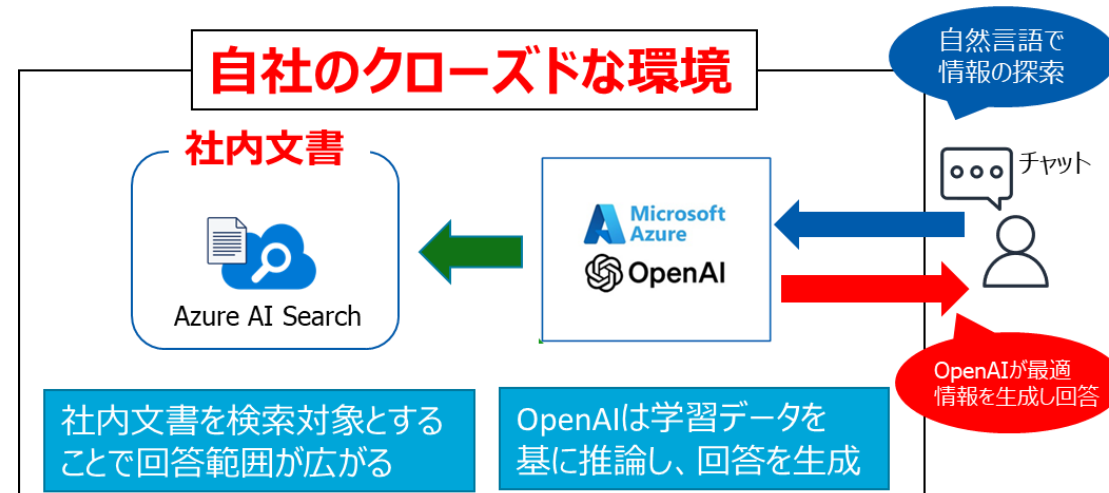 自社のクローズドな環境
自然言語で
情報の探索
社内文書
チャット
Microsoft
Azure
OpenAI
Azure AI Search
OpenAIが最適
情報を生成し回答
社内文書を検索対象とする
ことで回答範囲が広がる
OpenAIは学習データを
基に推論し、回答を生成